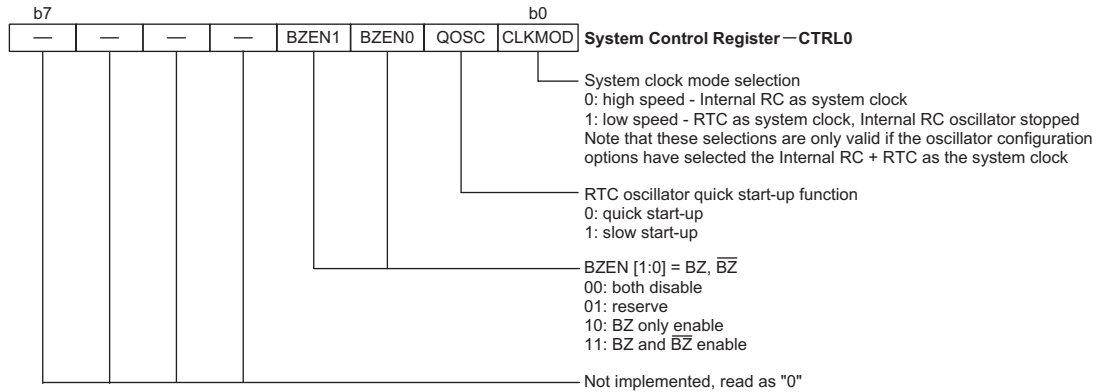 b7 b0
— — — — BZEN1 BZEN0 QOSC CLKMOD System Control Register—CTRL0
System clock mode selection
0: high speed - Internal RC as system clock
1: low speed - RTC as system clock, Internal RC oscillator stopped
Note that these selections are only valid if the oscillator configuration
options have selected the Internal RC + RTC as the system clock
RTC oscillator quick start-up function
0: quick start-up
1: slow start-up
BZEN [1:0] = BZ, B̅Z̅
00: both disable
01: reserve
10: BZ only enable
11: BZ and B̅Z̅ enable
Not implemented, read as "0"